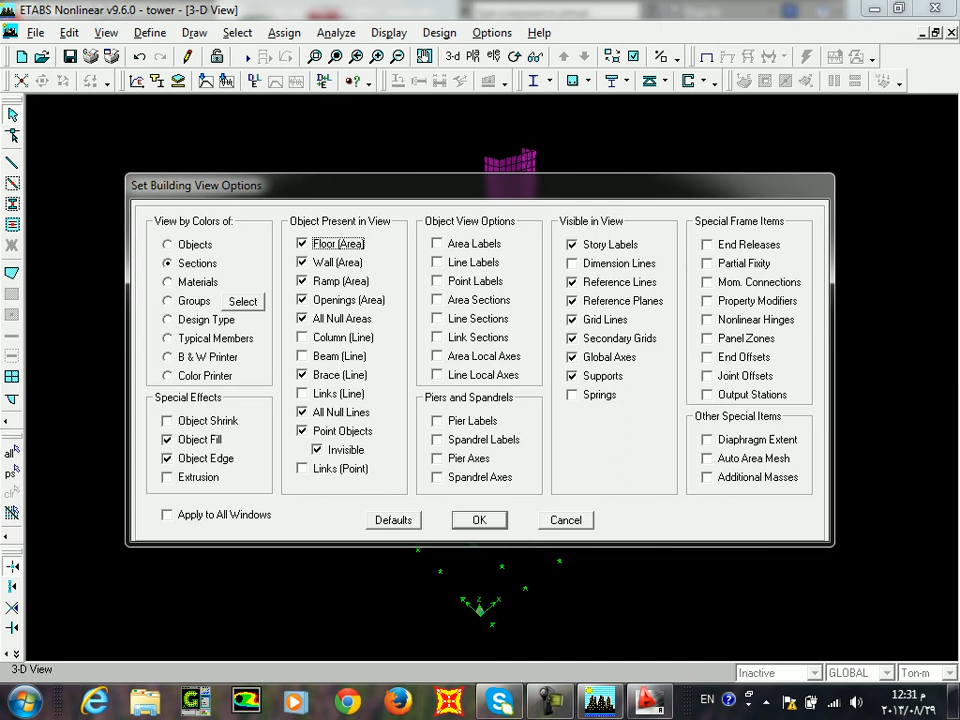 ETABS Nonlinear v9.6.0 - tower - [3-D View]
File Edit View Define Draw Select Assign Analyze Display Design Options Help
3-d
Set Building View Options
View by Colors of:
Objects
Sections
Materials
Groups Select
Design Type
Typical Members
B & W Printer
Color Printer
Special Effects
Object Shrink
Object Fill
Object Edge
Extrusion
Object Present in View
Floor (Area)
Wall (Area)
Ramp (Area)
Openings (Area)
All Null Areas
Column (Line)
Beam (Line)
Brace (Line)
Links (Line)
All Null Lines
Point Objects
Invisible
Links (Point)
Object View Options
Area Labels
Line Labels
Point Labels
Area Sections
Line Sections
Link Sections
Area Local Axes
Line Local Axes
Piers and Spandrels
Pier Labels
Spandrel Labels
Pier Axes
Spandrel Axes
Visible in View
Story Labels
Dimension Lines
Reference Lines
Reference Planes
Grid Lines
Secondary Grids
Global Axes
Supports
Springs
Special Frame Items
End Releases
Partial Fixity
Mom. Connections
Property Modifiers
Nonlinear Hinges
Panel Zones
End Offsets
Joint Offsets
Output Stations
Other Special Items
Diaphragm Extent
Auto Area Mesh
Additional Masses
Apply to All Windows
Defaults OK Cancel
all
ps
clr
Z
X
3-D View
Inactive GLOBAL Ton-m
EN
12:31 م
٢٠١٣/٠٨/٢٩